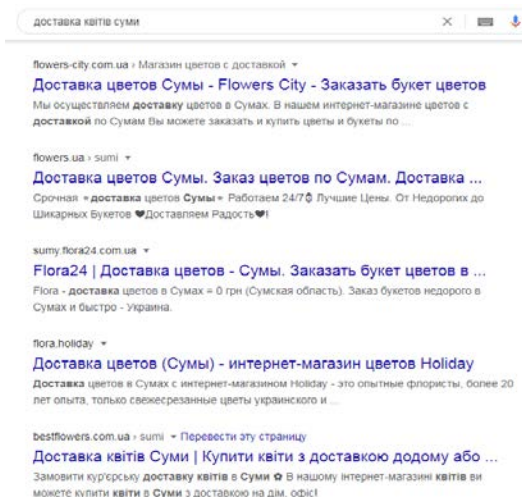 доставка квітів суми
flowers-city.com.ua › Магазин цветов с доставкой
Доставка цветов Сумы - Flowers City - Заказать букет цветов
Мы осуществляем доставку цветов в Сумах. В нашем интернет-магазине цветов с
доставкой по Сумам Вы можете заказать и купить цветы и букеты по ...
flowers.ua › sumi
Доставка цветов Сумы. Заказ цветов по Сумам. Доставка ...
Срочная доставка цветов Сумы Работаем 24/7 Лучшие Цены. От Недорогих до
Шикарных Букетов ❤Доставляем Радость❤!
sumy.flora24.com.ua
Flora24 | Доставка цветов - Сумы. Заказать букет цветов в ...
Flora - доставка цветов в Сумах = 0 грн (Сумская область). Заказ букетов недорого в
Сумах и быстро - Украина.
flora.holiday
Доставка цветов (Сумы) - интернет-магазин цветов Holiday
Доставка цветов в Сумах с интернет-магазином Holiday - это опытные флористы, более 20
лет опыта, только свежесрезанные цветы украинского и ...
bestflowers.com.ua › sumi Перевести эту страницу
Доставка квітів Суми | Купити квіти з доставкою додому або ...
Замовити кур'єрську доставку квітів в Суми ✿ В нашому інтернет-магазині квітів ви
можете купити квіти в Суми з доставкою на дім, офіс!